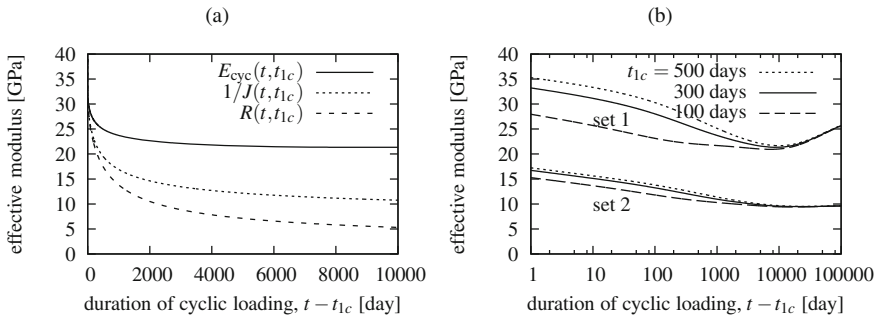 (a)
effective modulus [GPa]
40
35
30
25
20
15
10
5
0
E_cyc(t,t_1c)
1/J(t,t_1c)
R(t,t_1c)
0 2000 4000 6000 8000 10000
duration of cyclic loading, t − t_1c [day]
(b)
effective modulus [GPa]
40
35
30
25
20
15
10
5
0
t_1c = 500 days
300 days
100 days
set 1
set 2
1 10 100 1000 10000 100000
duration of cyclic loading, t − t_1c [day]